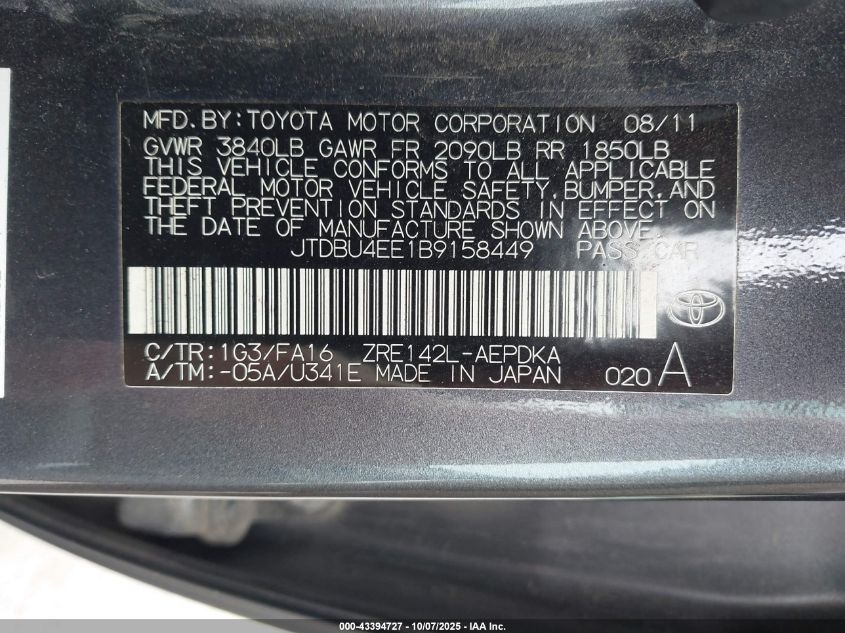 MFD.BY:TOYOTA MOTOR CORPORATION 08/11
GVWR 3840LB GAWR FR 2090LB RR 1850LB
THIS VEHICLE CONFORMS TO ALL APPLICABLE
FEDERAL MOTOR VEHICLE SAFETY,BUMPER,AND
THEFT PREVENTION STANDARDS IN EFFECT ON
THE DATE OF MANUFACTURE SHOWN ABOVE.
JTDBU4EE1B9158449 PASS CAR
C/TR:1G3/FA16 ZRE142L-AEPDKA
A/TM:-05A/U341E MADE IN JAPAN 020 A
000-43394727 - 10/07/2025 - IAA Inc.